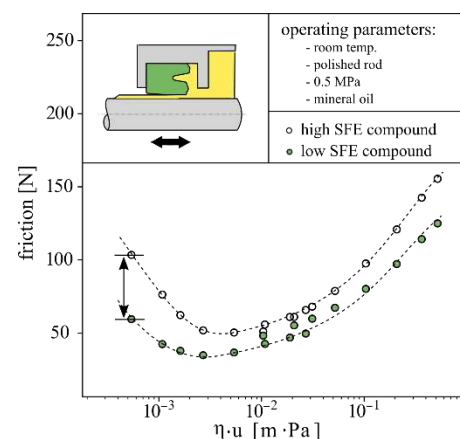 operating parameters:
- room temp.
- polished rod
- 0.5 MPa
- mineral oil
high SFE compound
low SFE compound
friction [N]
250
200
150
100
50
10⁻³
10⁻²
10⁻¹
η·u [m·Pa]